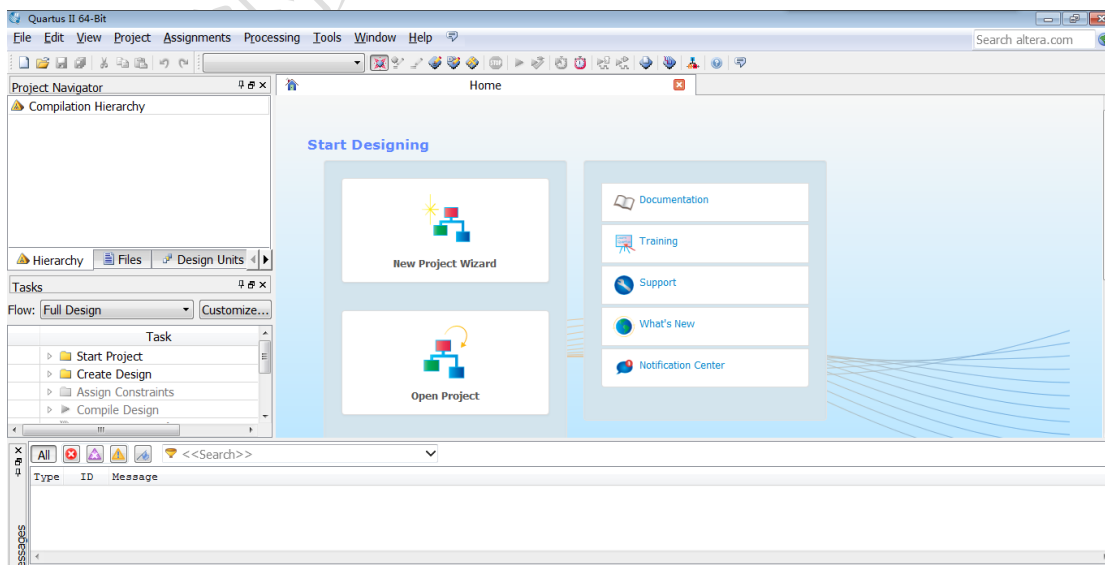 Quartus II 64-Bit
File Edit View Project Assignments Processing Tools Window Help
Search altera.com
Project Navigator
Home
Compilation Hierarchy
Start Designing
New Project Wizard
Open Project
Documentation
Training
Support
What's New
Notification Center
Hierarchy Files Design Units
Tasks
Flow: Full Design Customize...
Task
Start Project
Create Design
Assign Constraints
Compile Design
All <<Search>>
Type ID Message